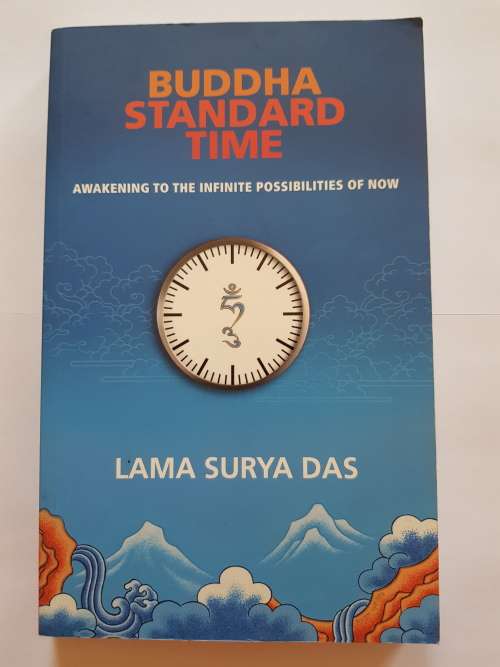 BUDDHA
STANDARD
TIME
AWAKENING TO THE INFINITE POSSIBILITIES OF NOW
LAMA SURYA DAS